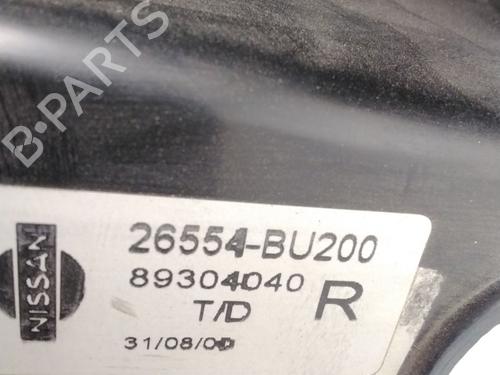 B-PARTS
NISSAN
26554-BU200
89304040
T/D
R